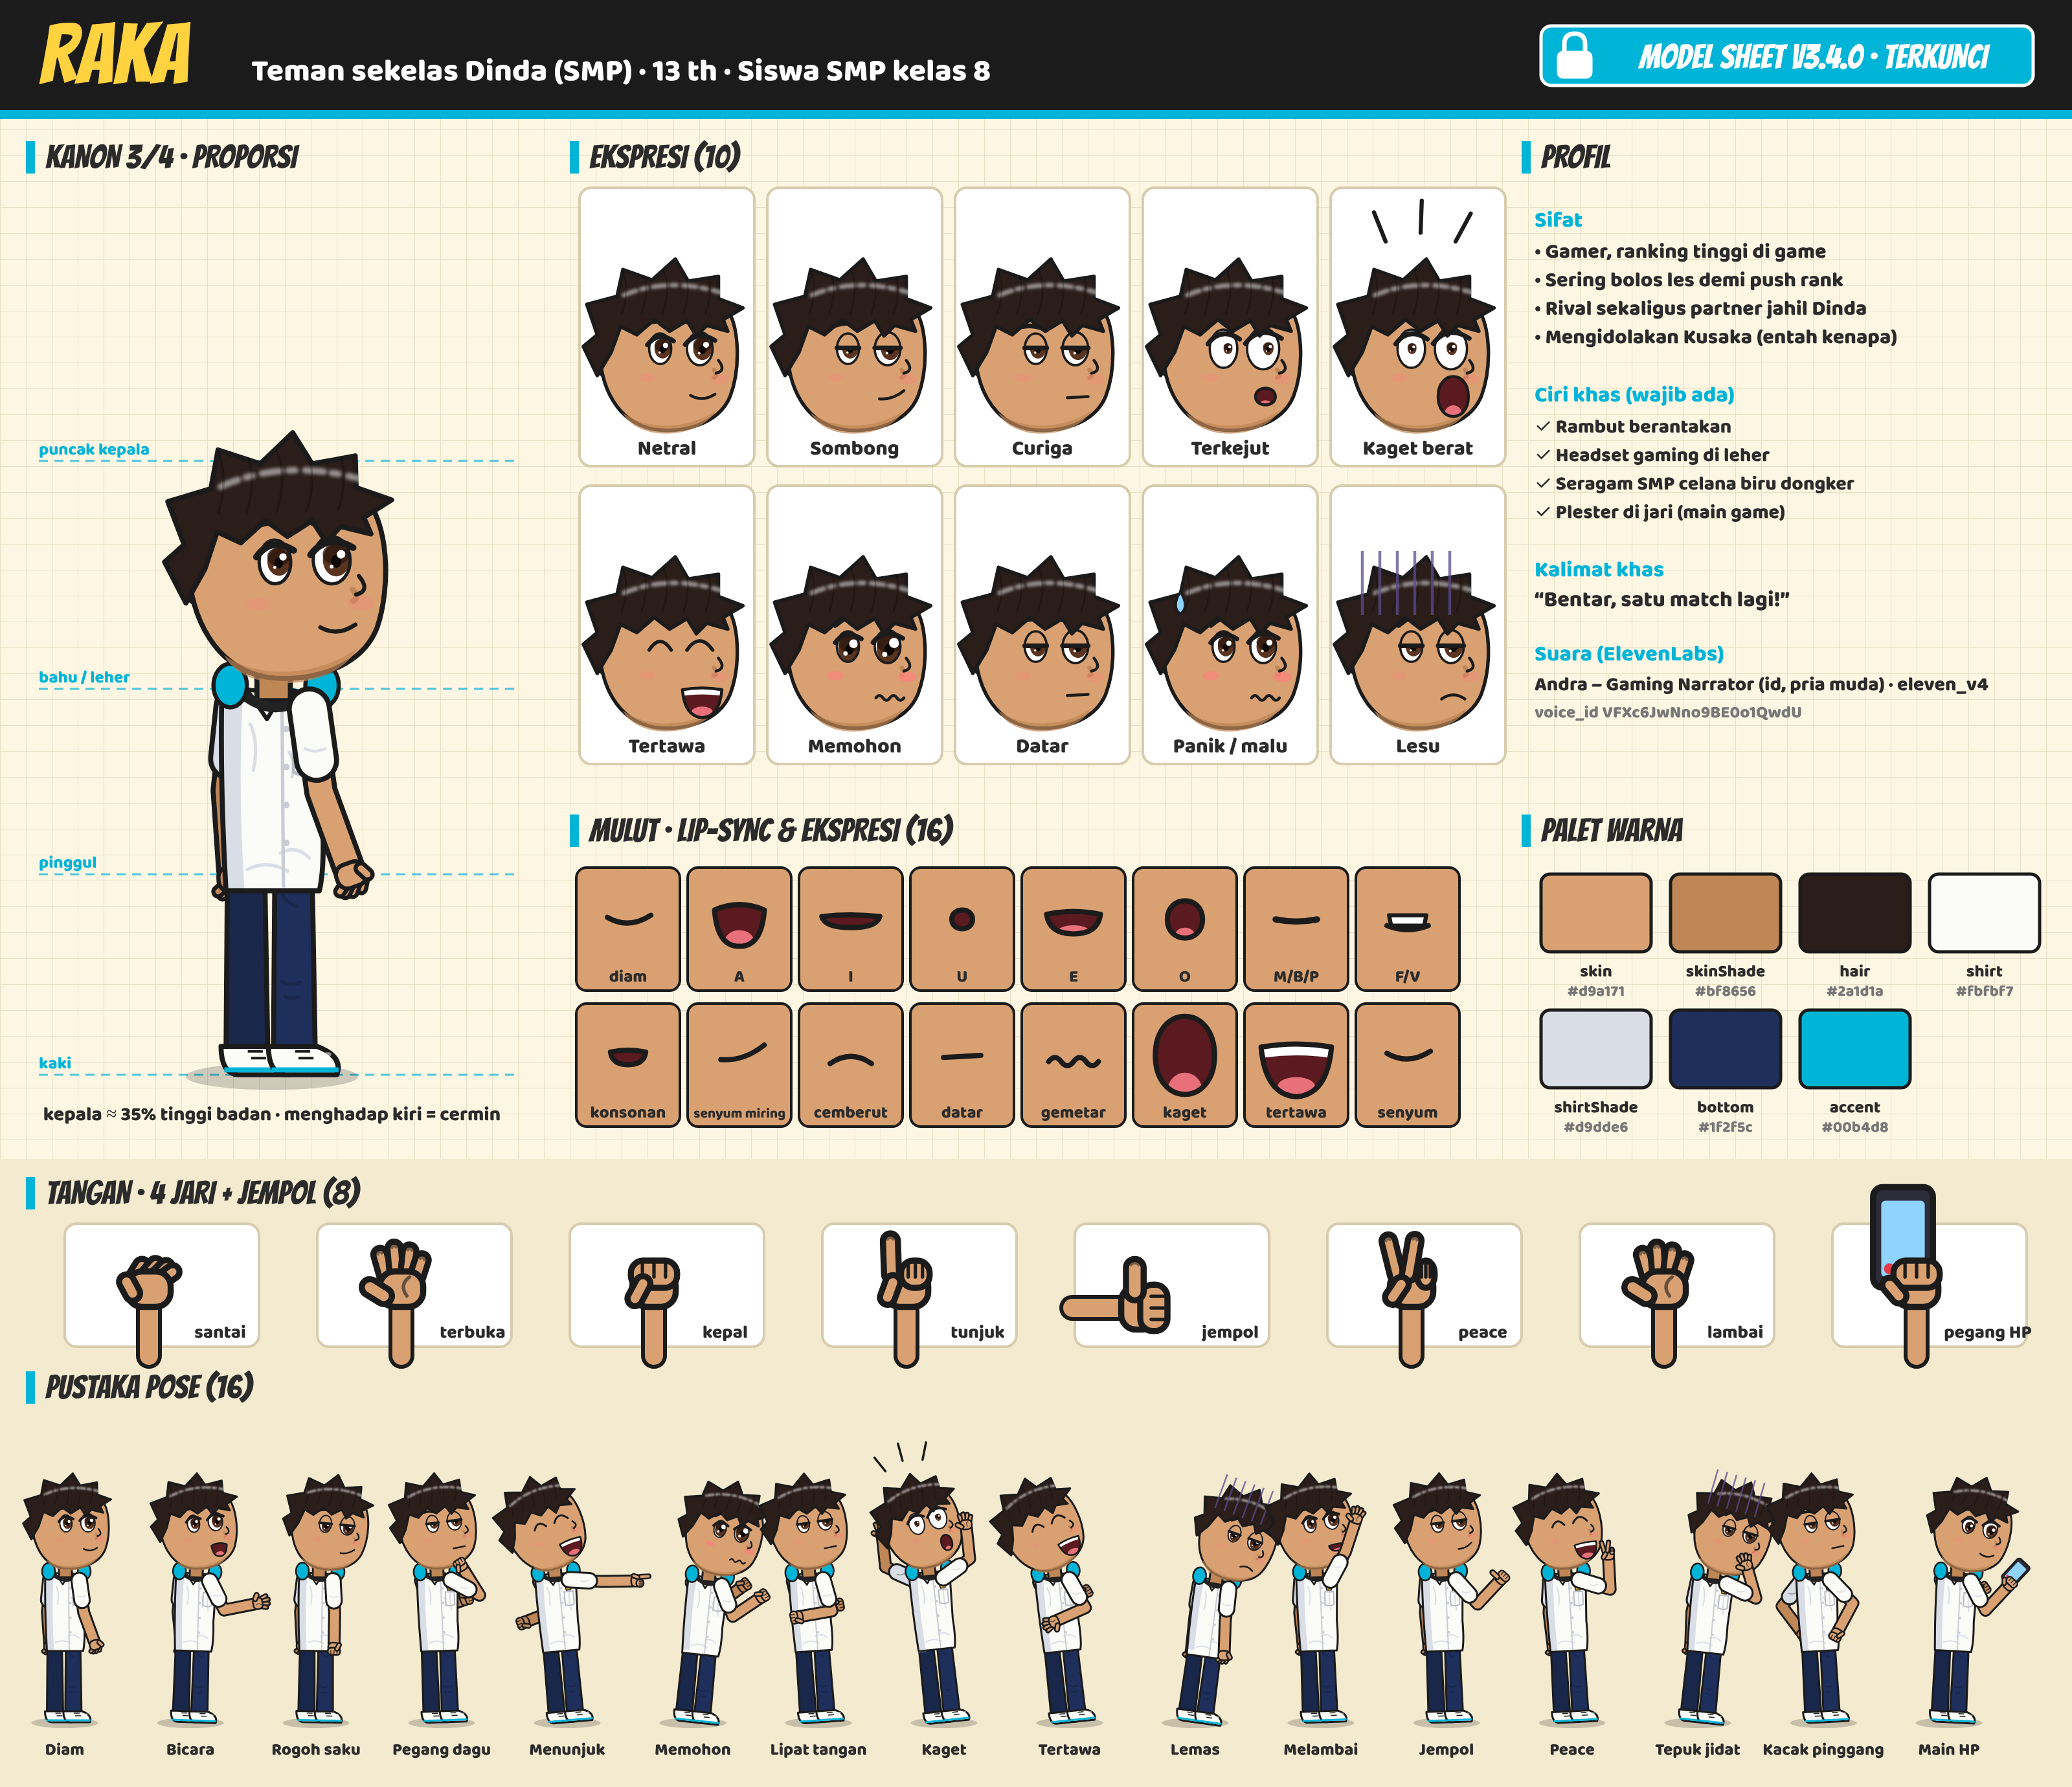 RAKA
Teman sekelas Dinda (SMP) · 13 th · Siswa SMP kelas 8
MODEL SHEET V3.4.0 · TERKUNCI
KANON 3/4 · PROPORSI
puncak kepala
bahu / leher
pinggul
kaki
kepala ≈ 35% tinggi badan · menghadap kiri = cermin
EKSPRESI (10)
Netral
Sombong
Curiga
Terkejut
Kaget berat
Tertawa
Memohon
Datar
Panik / malu
Lesu
MULUT · LIP-SYNC & EKSPRESI (16)
diam
A
I
U
E
O
M/B/P
F/V
konsonan
senyum miring
cemberut
datar
gemetar
kaget
tertawa
senyum
PROFIL
Sifat
• Gamer, ranking tinggi di game
• Sering bolos les demi push rank
• Rival sekaligus partner jahil Dinda
• Mengidolakan Kusaka (entah kenapa)
Ciri khas (wajib ada)
✓ Rambut berantakan
✓ Headset gaming di leher
✓ Seragam SMP celana biru dongker
✓ Plester di jari (main game)
Kalimat khas
“Bentar, satu match lagi!”
Suara (ElevenLabs)
Andra – Gaming Narrator (id, pria muda) · eleven_v4
voice_id VFXc6JwNno9BE0o1QwdU
PALET WARNA
skin
#d9a171
skinShade
#bf8656
hair
#2a1d1a
shirt
#fbfbf7
shirtShade
#d9dde6
bottom
#1f2f5c
accent
#00b4d8
TANGAN · 4 JARI + JEMPOL (8)
santai
terbuka
kepal
tunjuk
jempol
peace
lambai
pegang HP
PUSTAKA POSE (16)
Diam
Bicara
Rogoh saku
Pegang dagu
Menunjuk
Memohon
Lipat tangan
Kaget
Tertawa
Lemas
Melambai
Jempol
Peace
Tepuk jidat
Kacak pinggang
Main HP